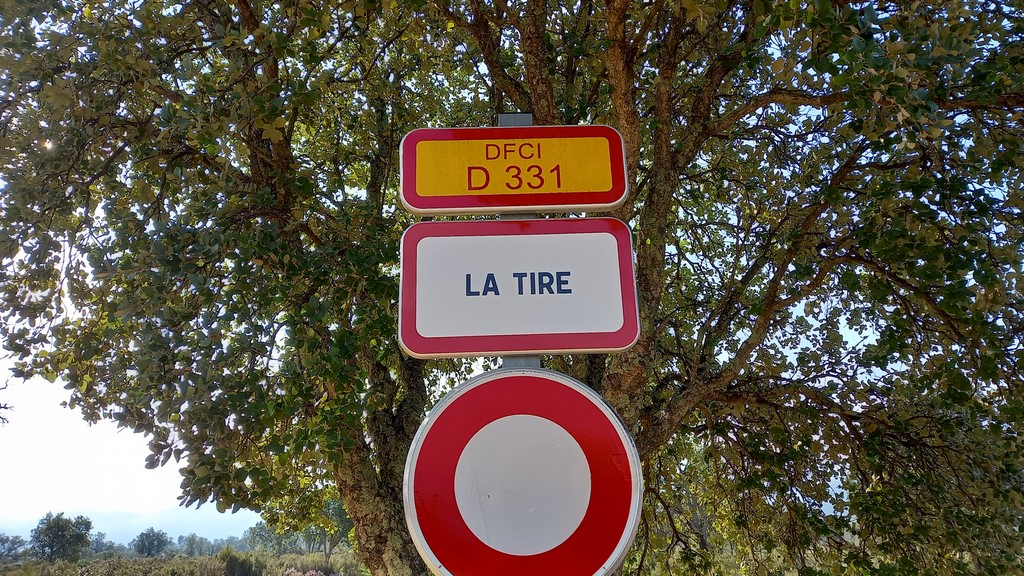 DFCI
D 331
LA TIRE